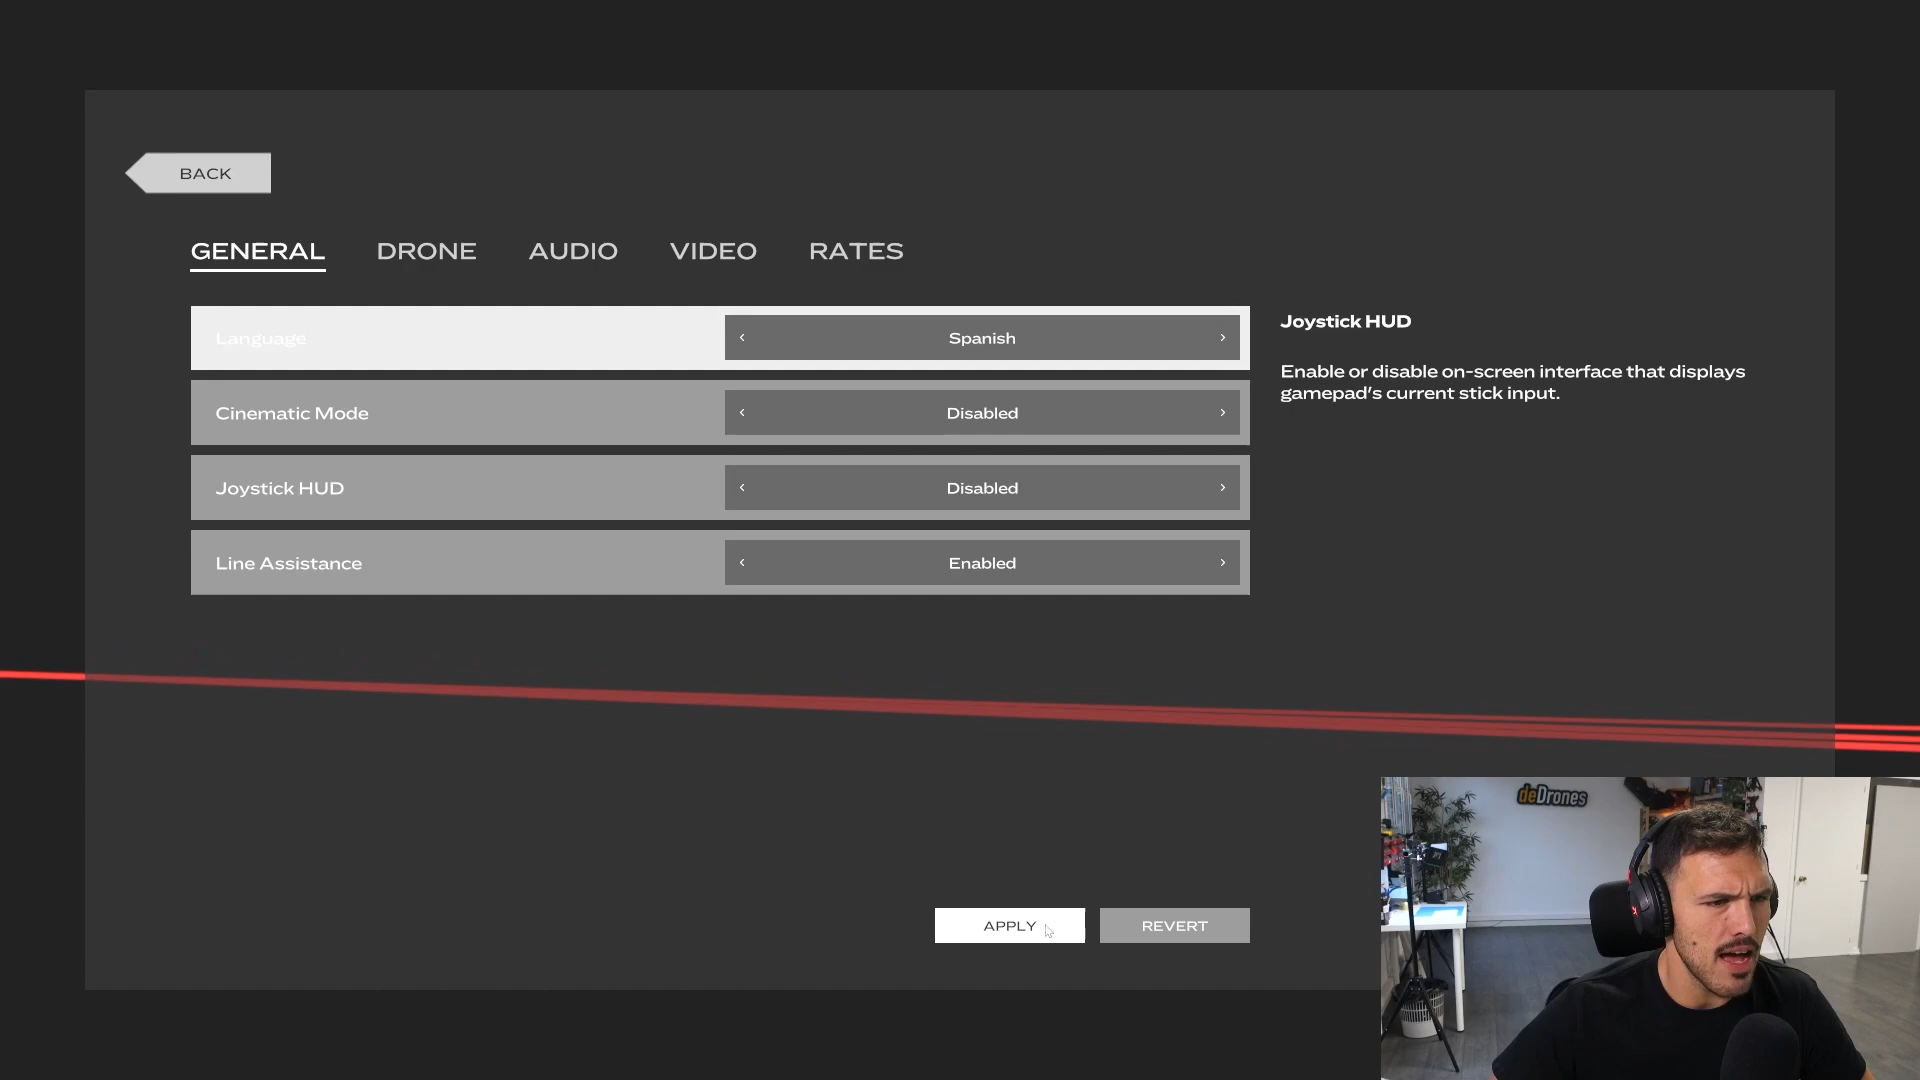 BACK
GENERAL DRONE AUDIO VIDEO RATES
Language
‹ Spanish ›
Cinematic Mode
‹ Disabled ›
Joystick HUD
‹ Disabled ›
Line Assistance
‹ Enabled ›
Joystick HUD
Enable or disable on-screen interface that displays
gamepad's current stick input.
APPLY
REVERT
deDrones